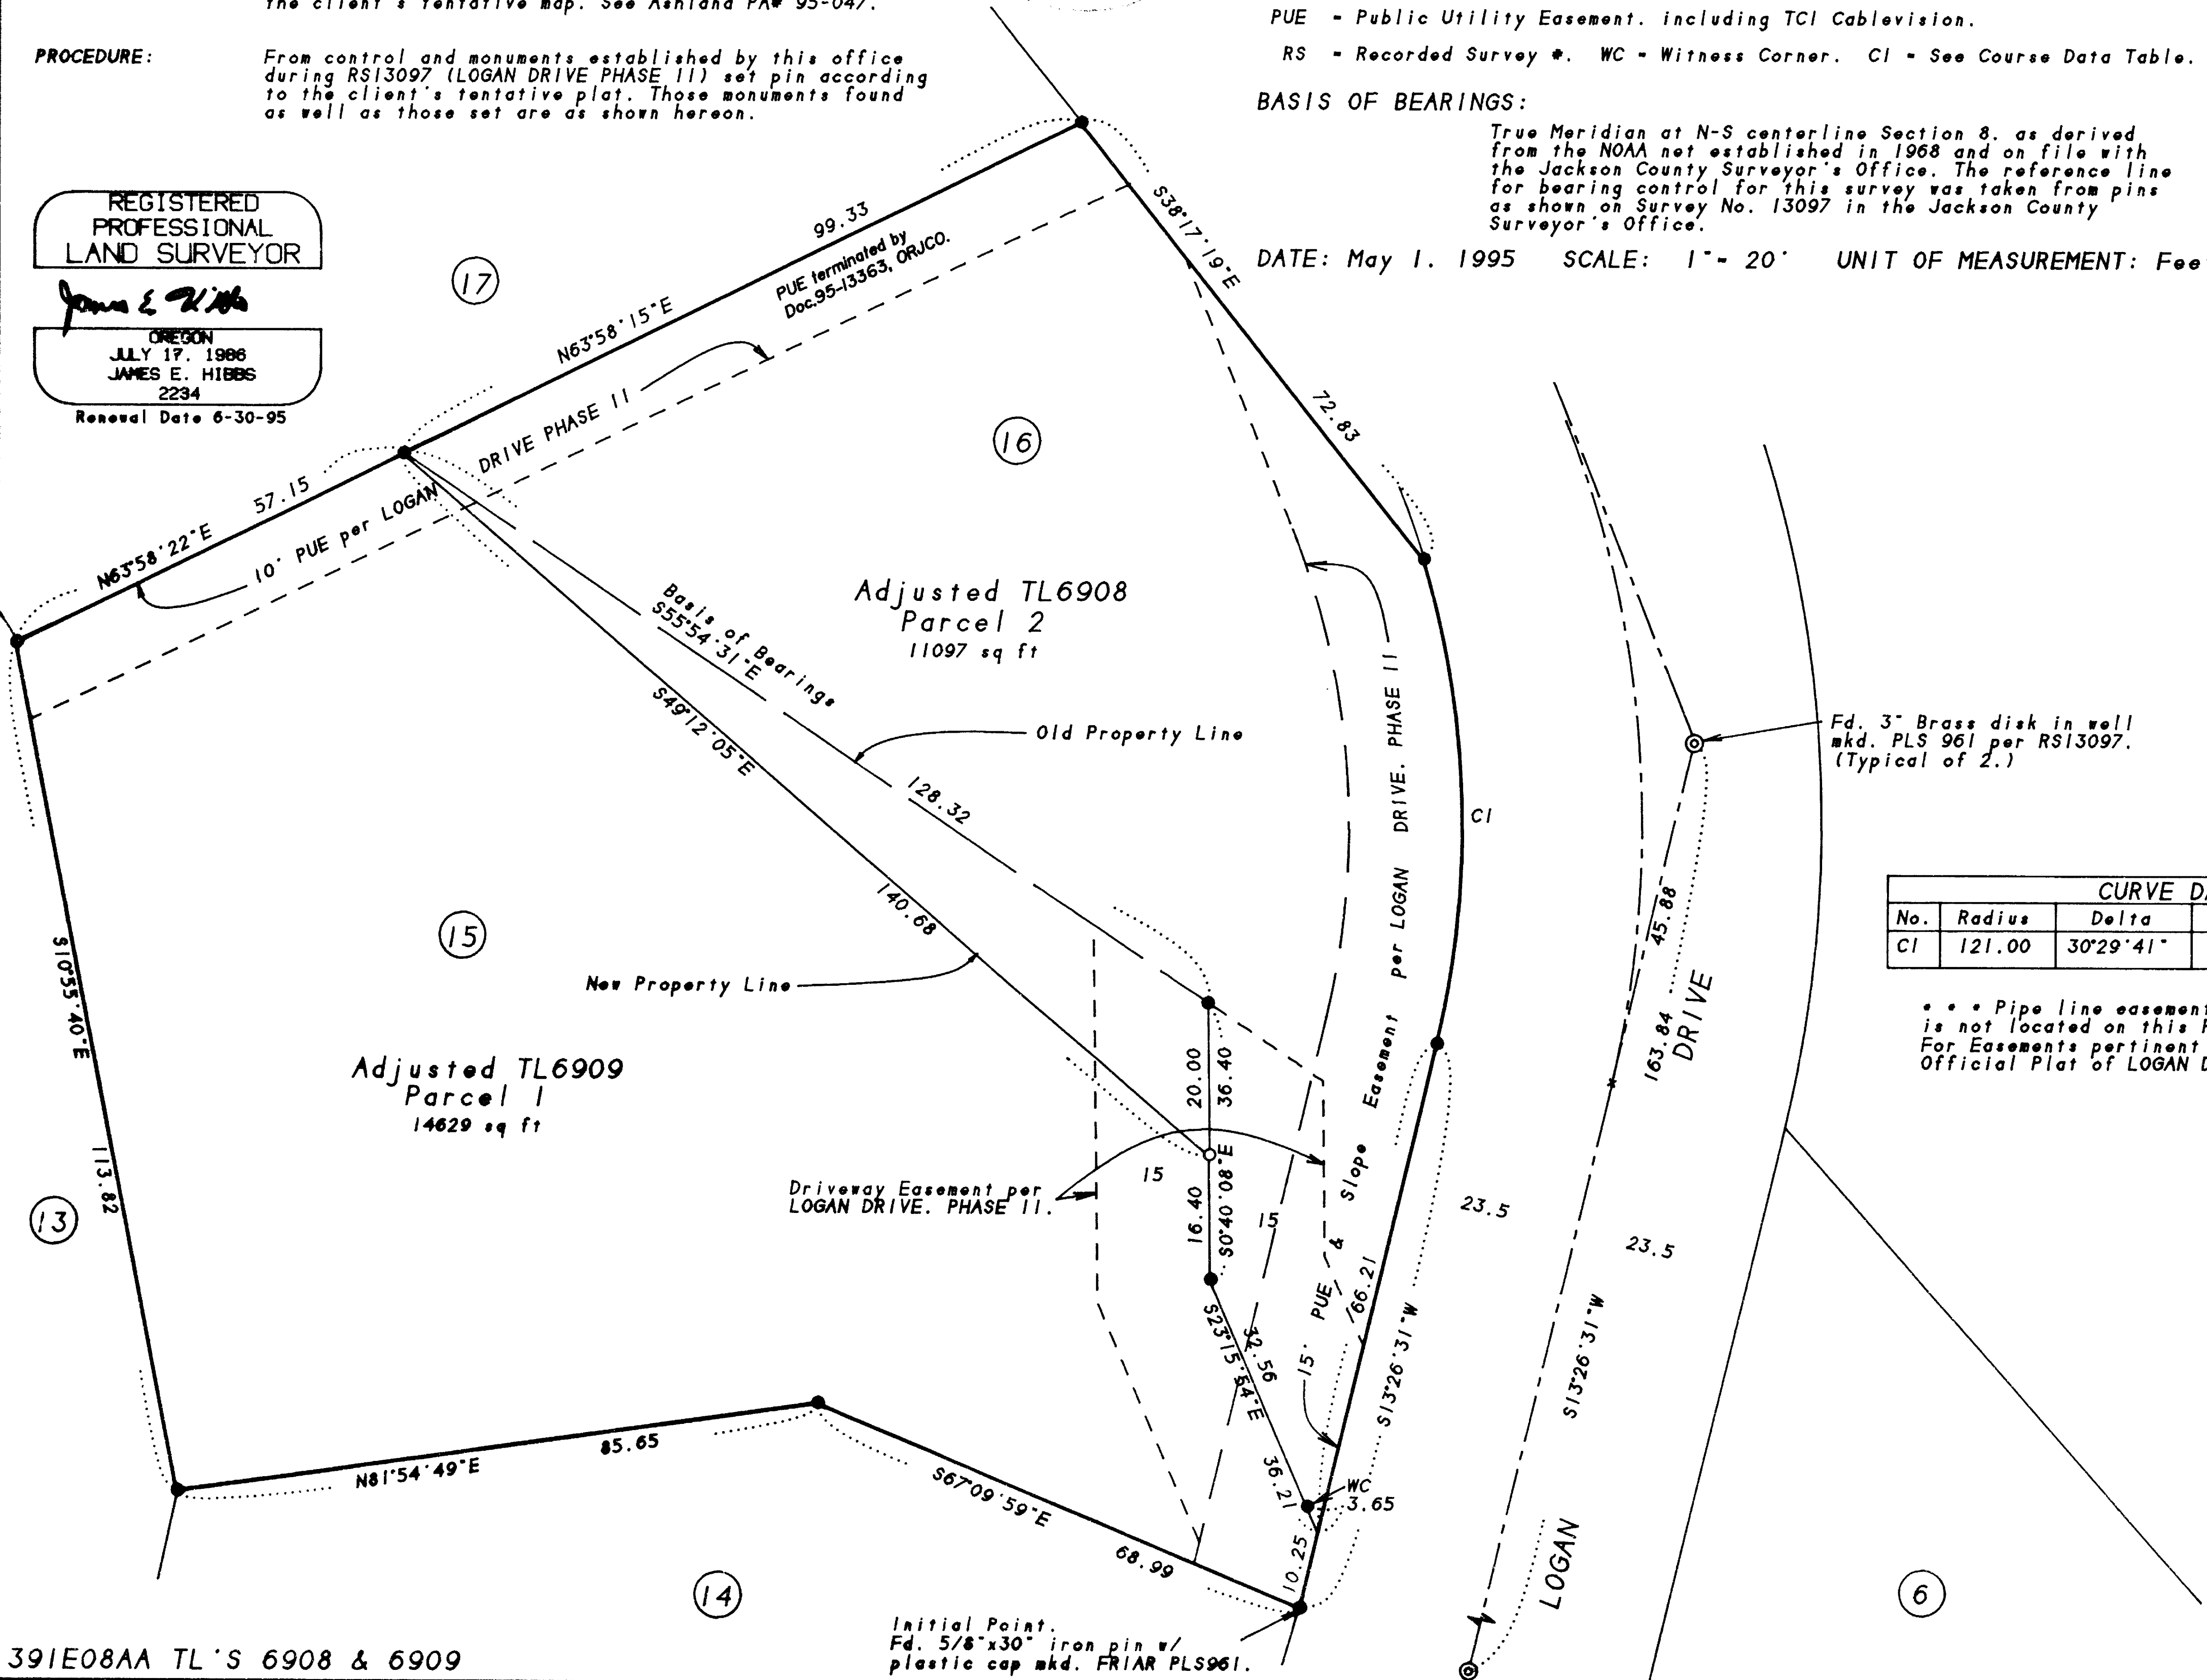 the client's tentative map. See Ashland PA# 95-047.
PROCEDURE:
From control and monuments established by this office
during RS13097 (LOGAN DRIVE PHASE II) set pin according
to the client's tentative plat. Those monuments found
as well as those set are as shown hereon.
REGISTERED
PROFESSIONAL
LAND SURVEYOR
James E Hibbs
OREGON
JULY 17. 1986
JAMES E. HIBBS
2234
Renewal Date 6-30-95
PUE - Public Utility Easement. including TCI Cablevision.
RS - Recorded Survey #. WC - Witness Corner. C1 - See Course Data Table.
BASIS OF BEARINGS:
True Meridian at N-S centerline Section 8. as derived
from the NOAA net established in 1968 and on file with
the Jackson County Surveyor's Office. The reference line
for bearing control for this survey was taken from pins
as shown on Survey No. 13097 in the Jackson County
Surveyor's Office.
DATE: May 1. 1995 SCALE: 1"= 20' UNIT OF MEASUREMENT: Fee
17
99.33
N63°58'15"E
PUE terminated by
Doc.95-13363, ORJCO.
S38°17'19"E
72.83
16
57.15
N63°58'22"E
10' PUE per LOGAN DRIVE PHASE II
Adjusted TL6908
Parcel 2
11097 sq ft
Basis of Bearings
S55°54'31"E
S49°12'05"E
Old Property Line
128.32
140.68
New Property Line
15
S10°55'40"E
113.82
Adjusted TL6909
Parcel 1
14629 sq ft
13
15' PUE & Slope Easement per LOGAN DRIVE. PHASE II
C1
Fd. 3" Brass disk in well
mkd. PLS 961 per RS13097.
(Typical of 2.)
CURVE DA
No. Radius Delta
C1 121.00 30°29'41"
* * * Pipe line easement
is not located on this P
For Easements pertinent
Official Plat of LOGAN D
45.88
163.84
DRIVE
20.00
36.40
16.40
S0°40'08"E
15
15
Driveway Easement per
LOGAN DRIVE. PHASE II.
23.5
23.5
66.21
S13°26'31"W
S13°26'31"W
32.56
S23°15'54"E
36.21
WC
3.65
10.25
85.65
N81°54'49"E
S67°09'59"E
68.99
14
LOGAN
6
Initial Point.
Fd. 5/8"x30" iron pin w/
plastic cap mkd. FRIAR PLS961.
391E08AA TL'S 6908 & 6909